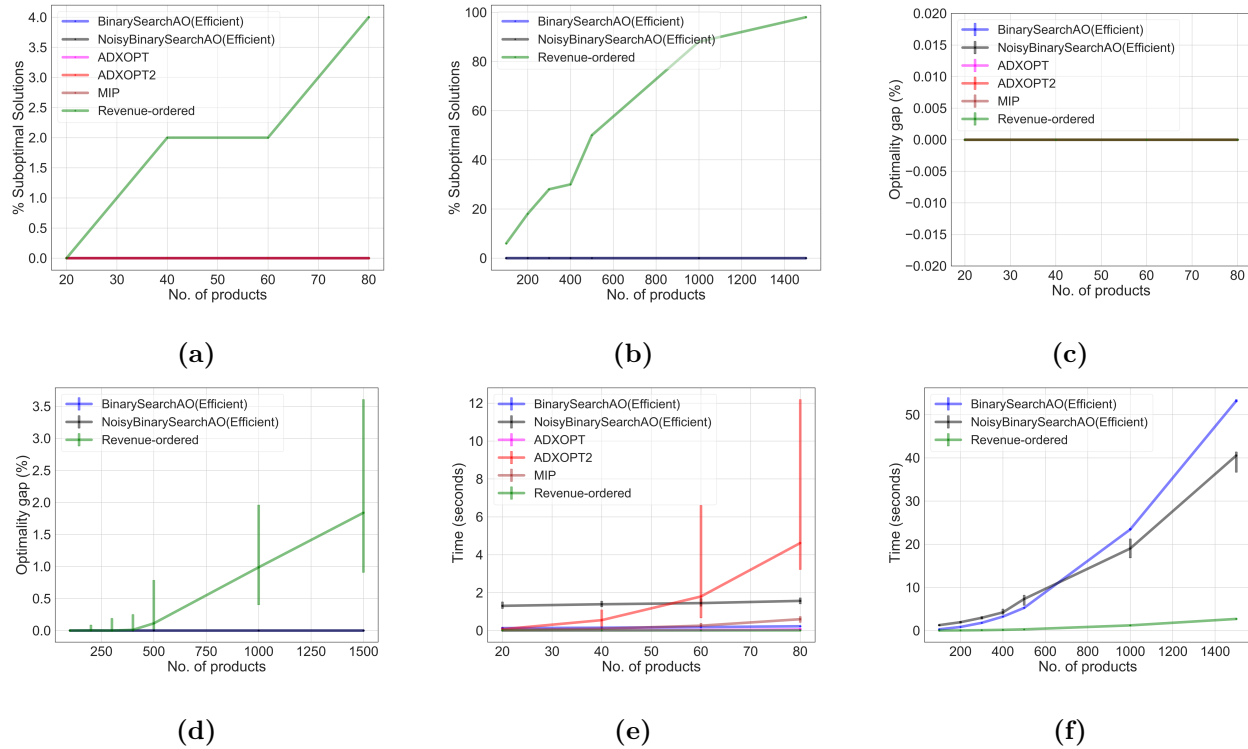 BinarySearchAO(Efficient)
NoisyBinarySearchAO(Efficient)
ADXOPT
ADXOPT2
MIP
Revenue-ordered
% Suboptimal Solutions
4.0
3.5
3.0
2.5
2.0
1.5
1.0
0.5
0.0
20 30 40 50 60 70 80
No. of products
(a)
BinarySearchAO(Efficient)
NoisyBinarySearchAO(Efficient)
Revenue-ordered
% Suboptimal Solutions
100
80
60
40
20
0
200 400 600 800 1000 1200 1400
No. of products
(b)
BinarySearchAO(Efficient)
NoisyBinarySearchAO(Efficient)
ADXOPT
ADXOPT2
MIP
Revenue-ordered
Optimality gap (%)
0.020
0.015
0.010
0.005
0.000
−0.005
−0.010
−0.015
−0.020
20 30 40 50 60 70 80
No. of products
(c)
BinarySearchAO(Efficient)
NoisyBinarySearchAO(Efficient)
Revenue-ordered
Optimality gap (%)
3.5
3.0
2.5
2.0
1.5
1.0
0.5
0.0
250 500 750 1000 1250 1500
No. of products
(d)
BinarySearchAO(Efficient)
NoisyBinarySearchAO(Efficient)
ADXOPT
ADXOPT2
MIP
Revenue-ordered
Time (seconds)
12
10
8
6
4
2
0
20 30 40 50 60 70 80
No. of products
(e)
BinarySearchAO(Efficient)
NoisyBinarySearchAO(Efficient)
Revenue-ordered
Time (seconds)
50
40
30
20
10
0
200 400 600 800 1000 1200 1400
No. of products
(f)